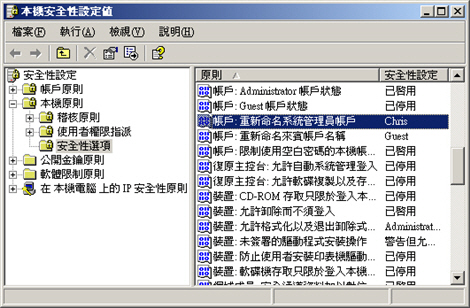 本機安全性設定值
檔案(F) 執行(A) 檢視(V) 說明(H)
安全性設定
帳戶原則
本機原則
稽核原則
使用者權限指派
安全性選項
公開金鑰原則
軟體限制原則
在 本機電腦 上的 IP 安全性原則
原則 安全性設定
帳戶: Administrator 帳戶狀態 已啓用
帳戶: Guest 帳戶狀態 已停用
帳戶: 重新命名系統管理員帳戶 Chris
帳戶: 重新命名來賓帳戶名稱 Guest
帳戶: 限制使用空白密碼的本機帳... 已啓用
復原主控台: 允許自動系統管理登入 已停用
復原主控台: 允許軟碟複製以及存... 已停用
裝置: CD-ROM 存取只限於登入本... 已停用
裝置: 允許卸除而不須登入 已啓用
裝置: 允許格式化以及退出卸除式... Administrat...
裝置: 未簽署的驅動程式安裝操作 警告但允...
裝置: 防止使用者安裝印表機驅動... 已停用
裝置: 軟碟機存取只限於登入本機... 已停用